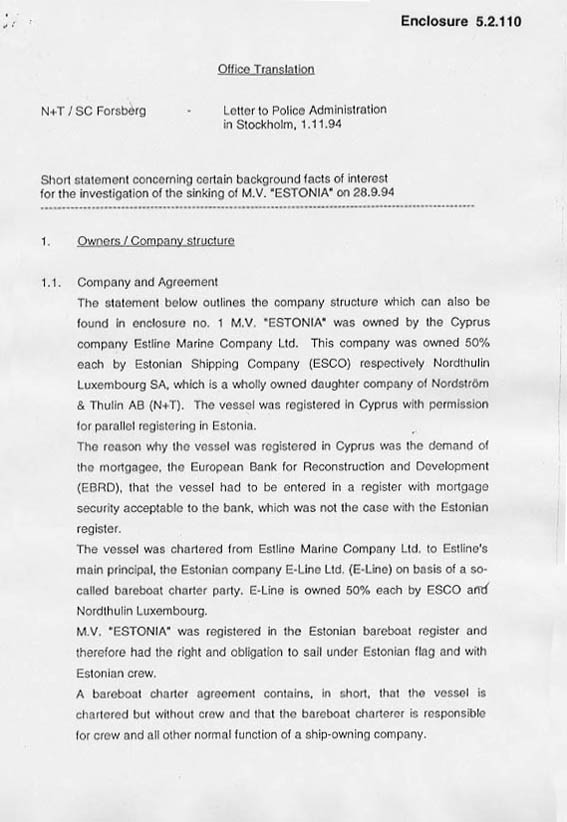 Enclosure 5.2.110
Office Translation
N+T / SC Forsberg - Letter to Police Administration
in Stockholm, 1.11.94
Short statement concerning certain background facts of interest
for the investigation of the sinking of M.V. "ESTONIA" on 28.9.94
1. Owners / Company structure
1.1. Company and Agreement
The statement below outlines the company structure which can also be
found in enclosure no. 1 M.V. "ESTONIA" was owned by the Cyprus
company Estline Marine Company Ltd. This company was owned 50%
each by Estonian Shipping Company (ESCO) respectively Nordthulin
Luxembourg SA, which is a wholly owned daughter company of Nordström
& Thulin AB (N+T). The vessel was registered in Cyprus with permission
for parallel registering in Estonia.
The reason why the vessel was registered in Cyprus was the demand of
the mortgagee, the European Bank for Reconstruction and Development
(EBRD), that the vessel had to be entered in a register with mortgage
security acceptable to the bank, which was not the case with the Estonian
register.
The vessel was chartered from Estline Marine Company Ltd. to Estline's
main principal, the Estonian company E-Line Ltd. (E-Line) on basis of a so-
called bareboat charter party. E-Line is owned 50% each by ESCO and
Nordthulin Luxembourg.
M.V. "ESTONIA" was registered in the Estonian bareboat register and
therefore had the right and obligation to sail under Estonian flag and with
Estonian crew.
A bareboat charter agreement contains, in short, that the vessel is
chartered but without crew and that the bareboat charterer is responsible
for crew and all other normal function of a ship-owning company.